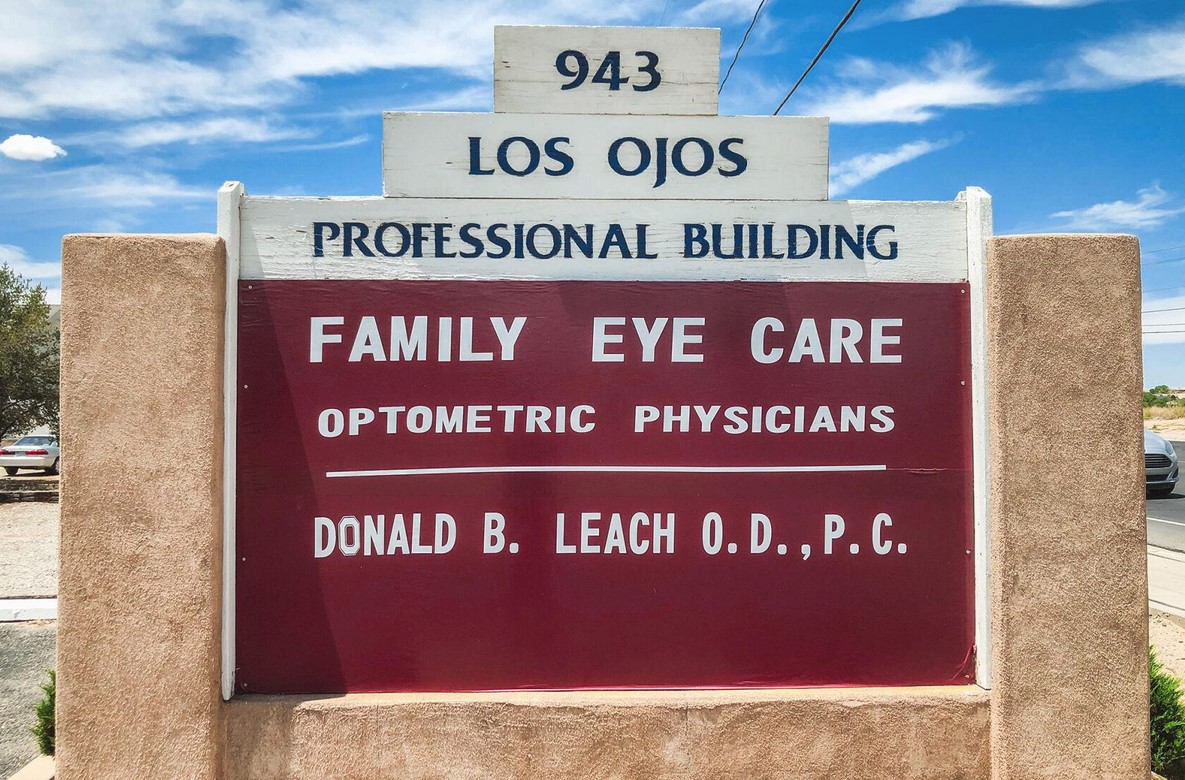 943
LOS OJOS
PROFESSIONAL BUILDING
FAMILY EYE CARE
OPTOMETRIC PHYSICIANS
DONALD B. LEACH O.D., P.C.